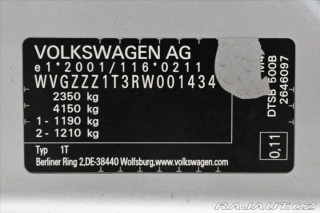 VOLKSWAGEN AG
e1*2001/116*0211
WVGZZZ1T3RW001434
2350 kg
4150 kg
1 - 1190 kg
2 - 1210 kg
Typ 1T
Berliner Ring 2,DE-38440 Wolfsburg,www.volkswagen.com
DTSB 500B
2646097
0,11
RAJAUT.CZ